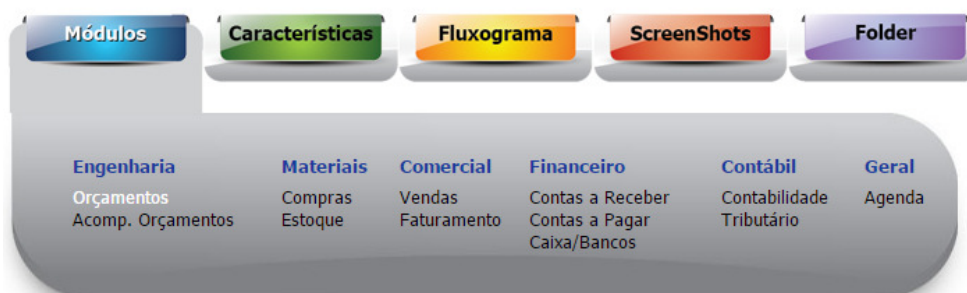 Módulos
Características
Fluxograma
ScreenShots
Folder
Engenharia
Orçamentos
Acomp. Orçamentos
Materiais
Compras
Estoque
Comercial
Vendas
Faturamento
Financeiro
Contas a Receber
Contas a Pagar
Caixa/Bancos
Contábil
Contabilidade
Tributário
Geral
Agenda